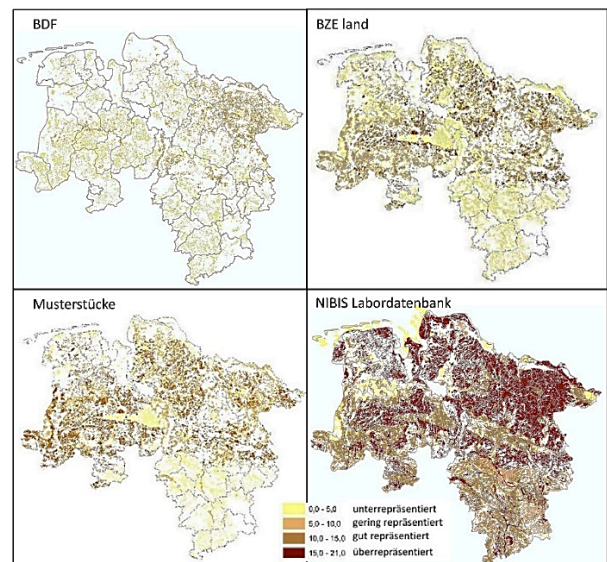 BDF
BZE land
Musterstücke
NIBIS Labordatenbank
0,0 - 5,0 unterrepräsentiert
5,0 - 10,0 gering repräsentiert
10,0 - 15,0 gut repräsentiert
15,0 - 21,0 überrepräsentiert